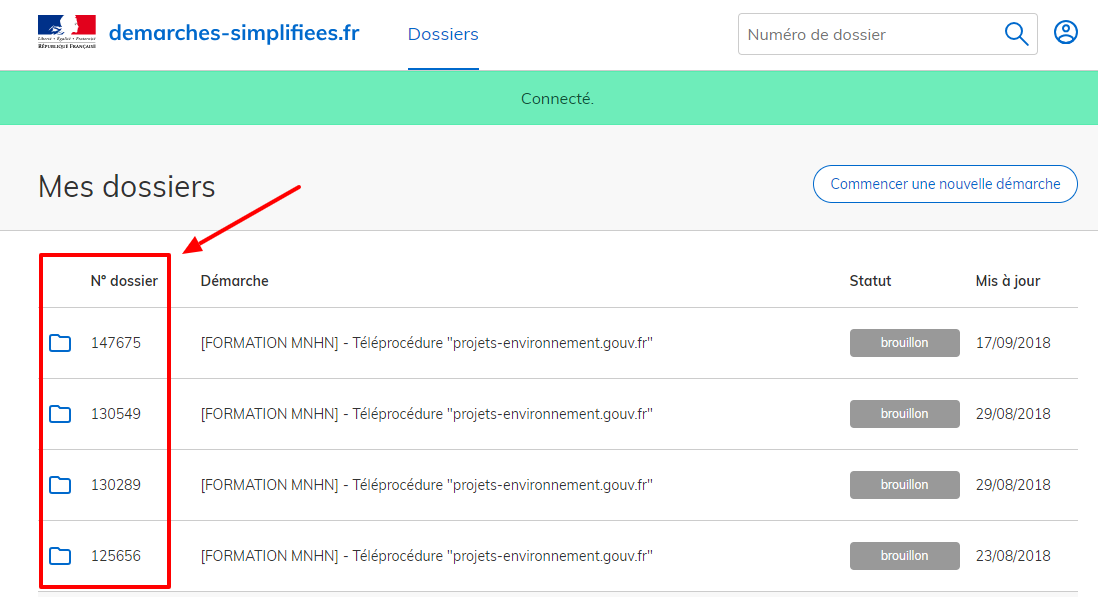 Liberté • Égalité • Fraternité
RÉPUBLIQUE FRANÇAISE
demarches-simplifiees.fr
Dossiers
Numéro de dossier
Connecté.
Mes dossiers
Commencer une nouvelle démarche
N° dossier Démarche Statut Mis à jour
147675 [FORMATION MNHN] - Téléprocédure "projets-environnement.gouv.fr" brouillon 17/09/2018
130549 [FORMATION MNHN] - Téléprocédure "projets-environnement.gouv.fr" brouillon 29/08/2018
130289 [FORMATION MNHN] - Téléprocédure "projets-environnement.gouv.fr" brouillon 29/08/2018
125656 [FORMATION MNHN] - Téléprocédure "projets-environnement.gouv.fr" brouillon 23/08/2018